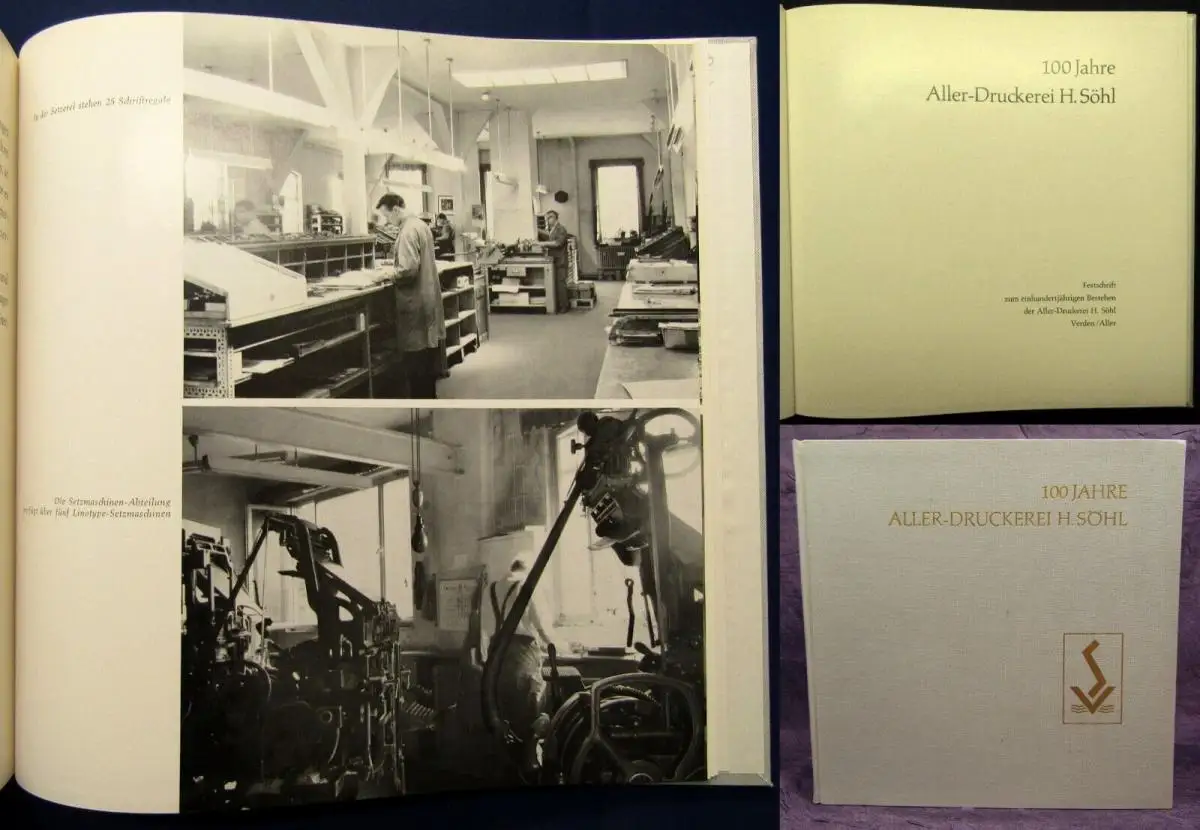 In der Setzerei stehen 26 Schriftregale
Die Setzmaschinen-Abteilung
verfügt über fünf Linotype-Setzmaschinen
100 Jahre
Aller-Druckerei H. Söhl
Festschrift
zum einhundertjährigen Bestehen
der Aller-Druckerei H. Söhl
Verden/Aller
100 JAHRE
ALLER-DRUCKEREI H. SÖHL